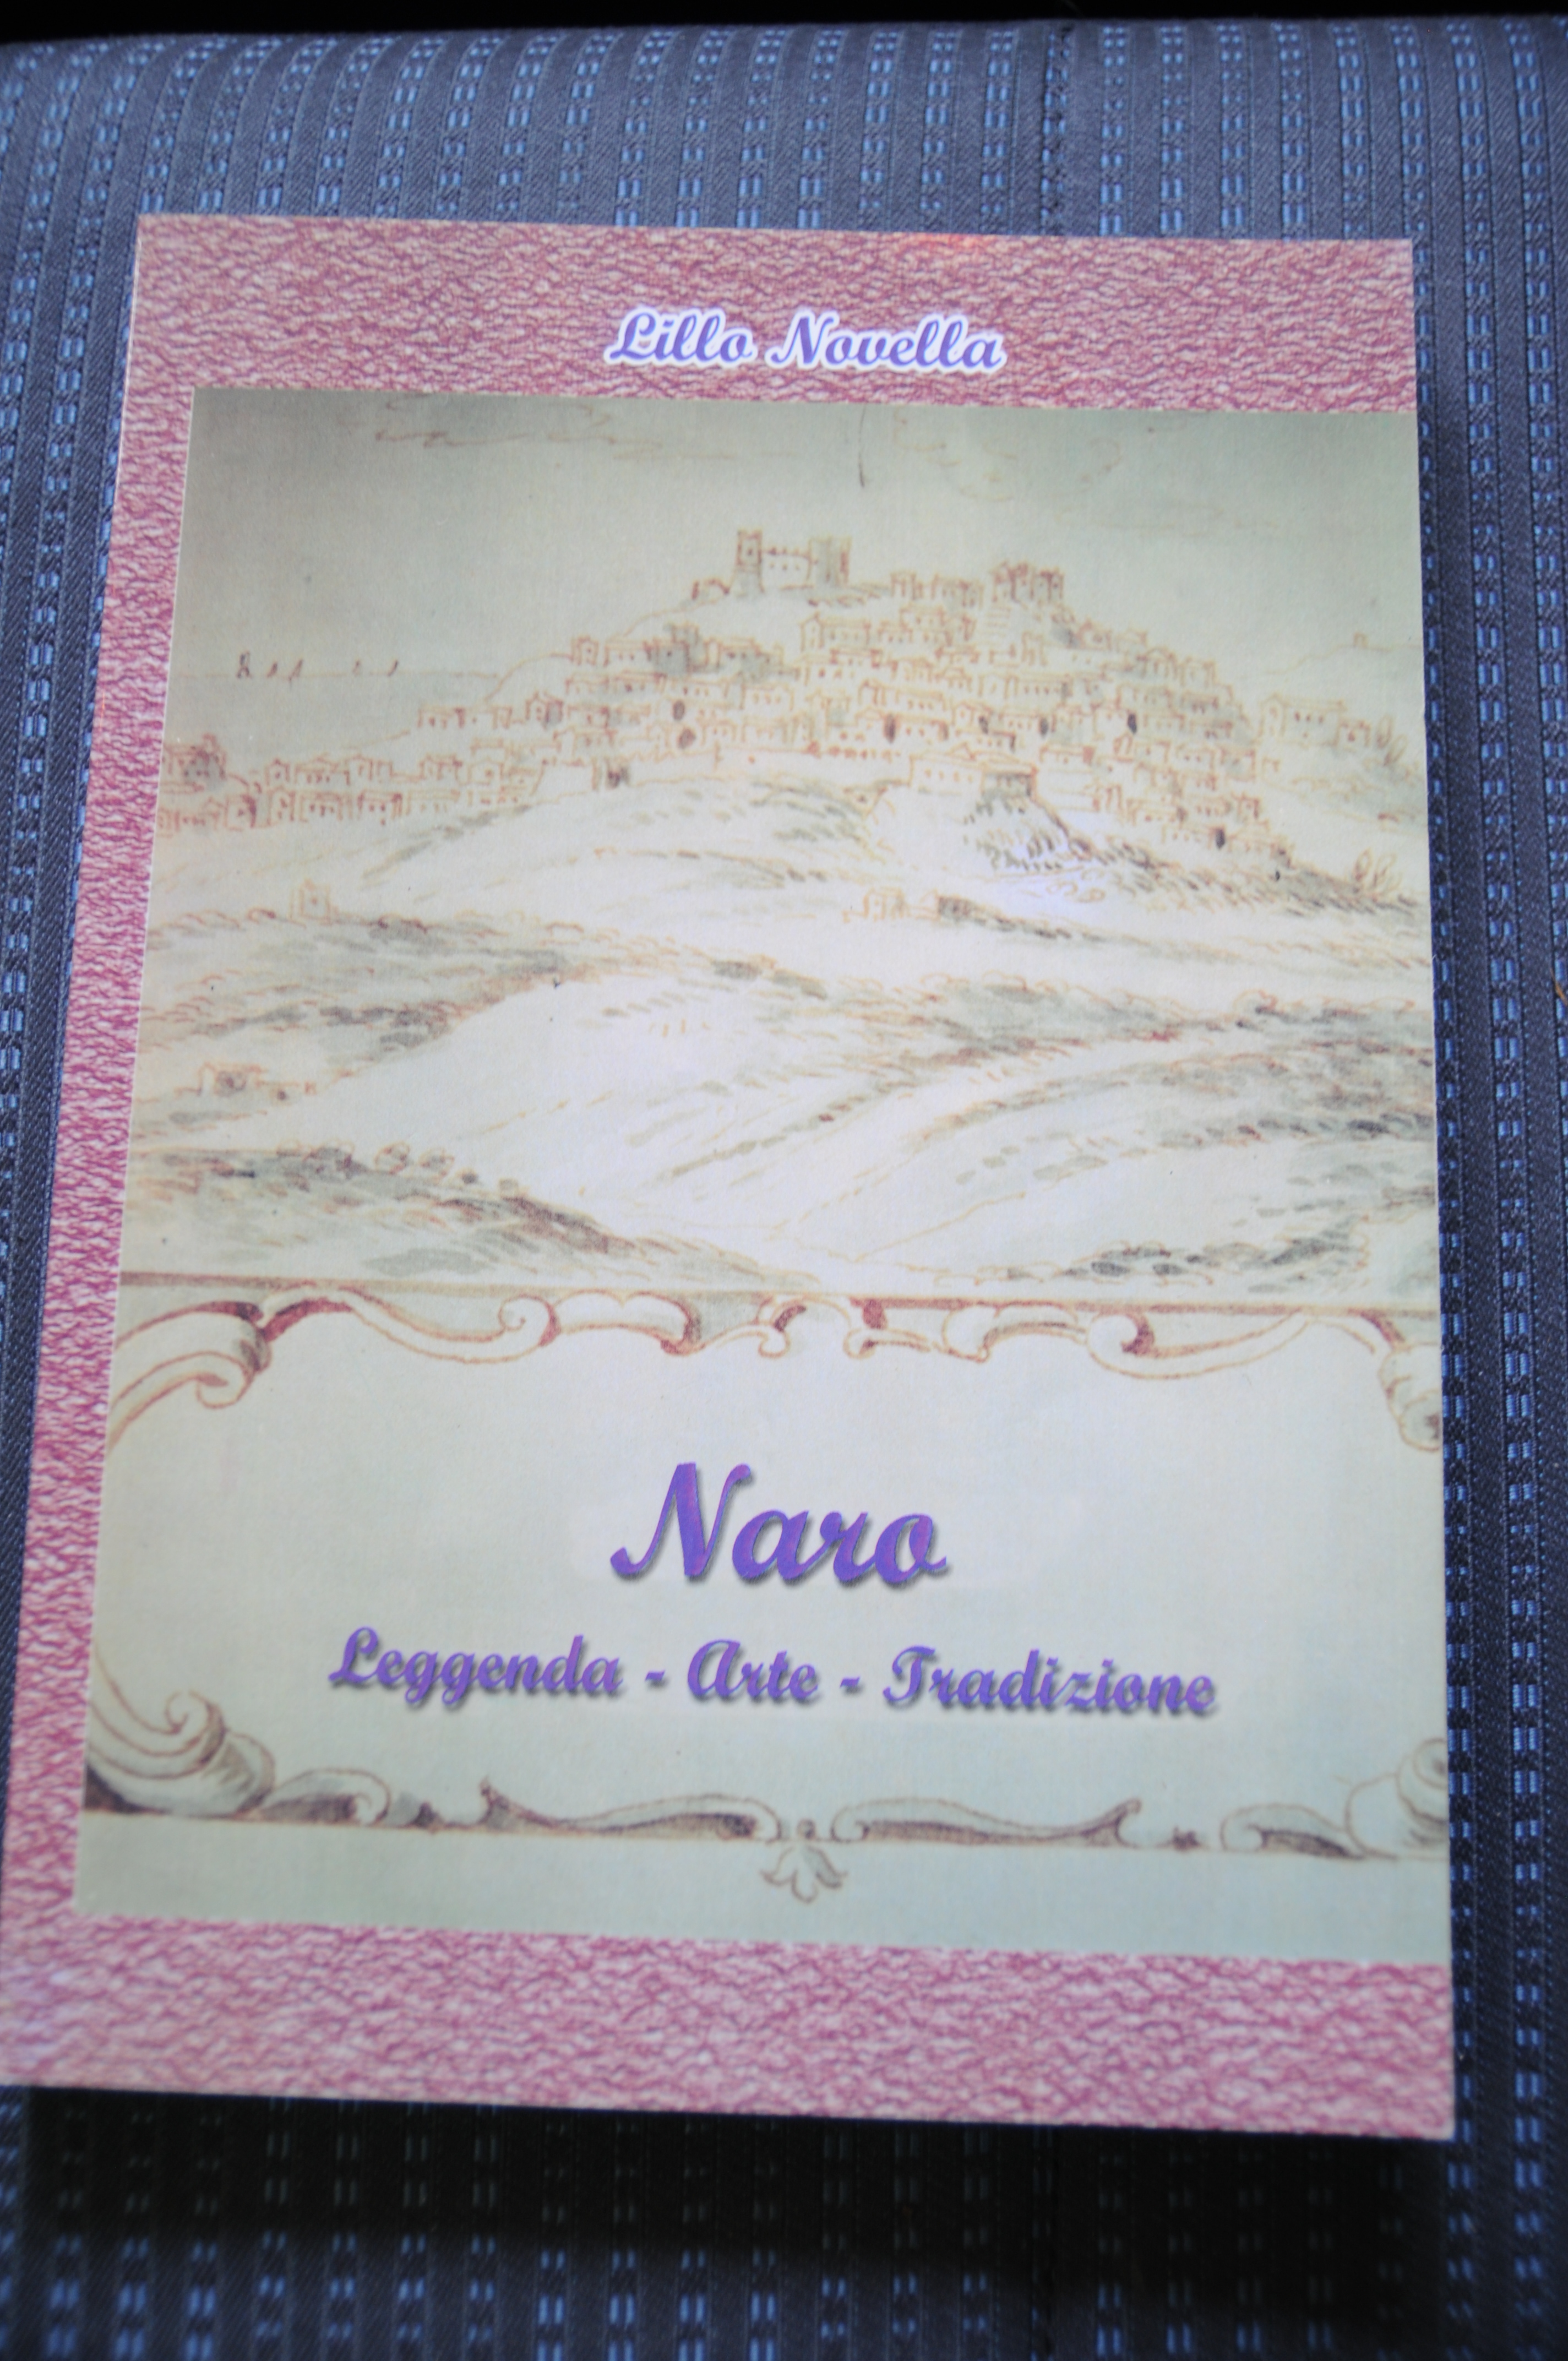 Lillo Novella
Naro
Leggenda - Arte - Tradizione